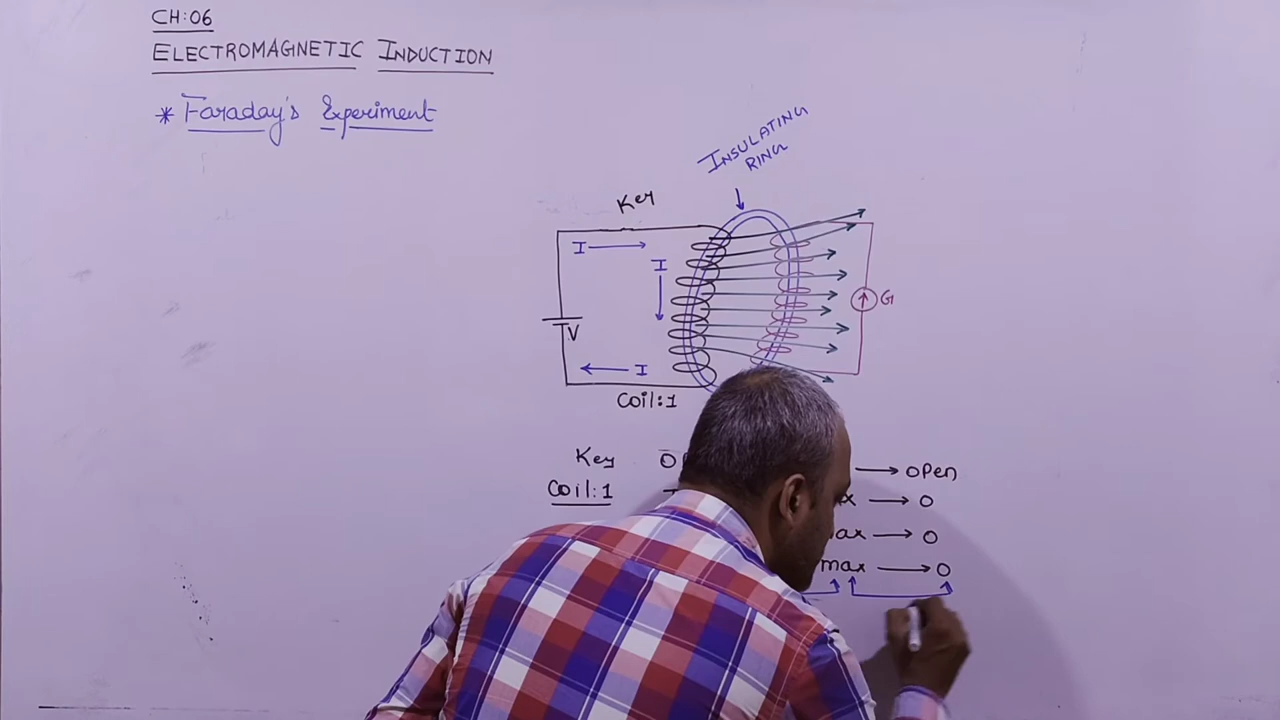 CH:06
ELECTROMAGNETIC INDUCTION
* Faraday's Experiment
INSULATING
RING
Key
I
I
V
G
I
Coil:1
Key → open
Coil:1 → 0
max → 0
max → 0